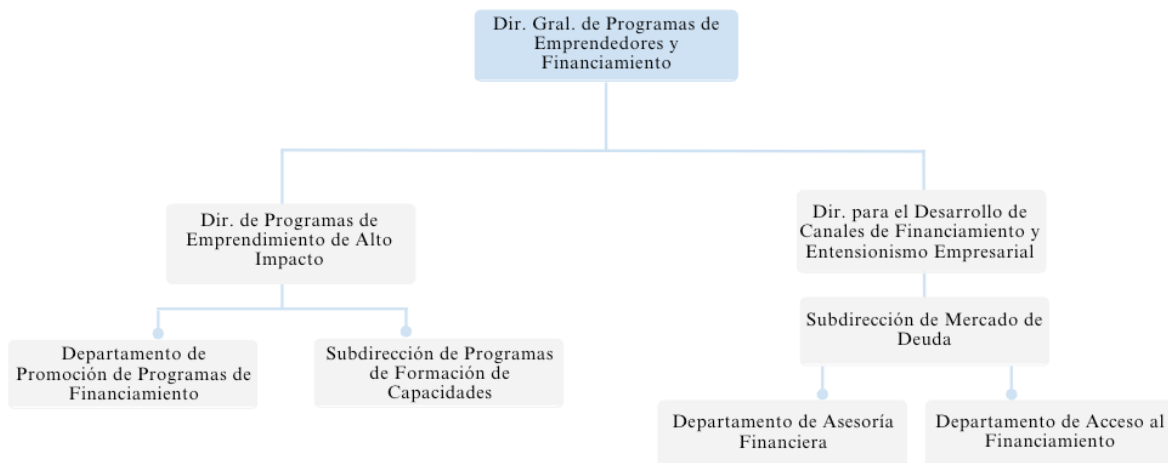 Dir. Gral. de Programas de
Emprendedores y
Financiamiento
Dir. de Programas de
Emprendimiento de Alto
Impacto
Dir. para el Desarrollo de
Canales de Financiamiento y
Entensionismo Empresarial
Subdirección de Mercado de
Deuda
Departamento de
Promoción de Programas de
Financiamiento
Subdirección de Programas
de Formación de
Capacidades
Departamento de Asesoría
Financiera
Departamento de Acceso al
Financiamiento